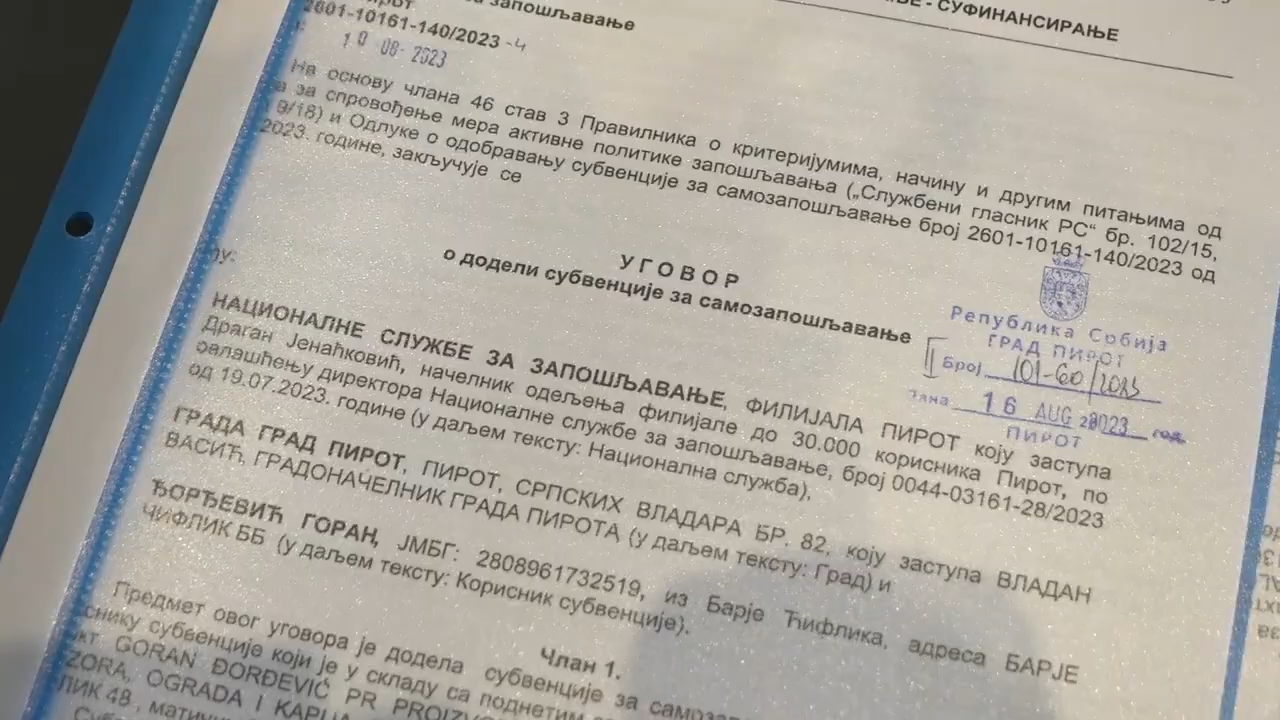 СУФИНАНСИРАЊЕ
запошљавање
2601-10161-140/2023 -4
10 08. 2023
На основу члана 46 став 3 Правилника о критеријумима, начину и другим питањима од
за спровођење мера активне политике запошљавања („Службени гласник РС“ бр. 102/15,
9/18) и Одлуке о одобравању субвенције за самозапошљавање број 2601-10161-140/2023 од
2023. године, закључује се
УГОВОР
о додели субвенције за самозапошљавање
Република Србија
ГРАД ПИРОТ
Број 101-60/2023
16 AUG 2023 год
ПИРОТ
НАЦИОНАЛНЕ СЛУЖБЕ ЗА ЗАПОШЉАВАЊЕ, ФИЛИЈАЛА ПИРОТ коју заступа
Драган Јенаћковић, начелник одељења филијале до 30.000 корисника Пирот, по
овлашћењу директора Националне службе за запошљавање, број 0044-03161-28/2023
од 19.07.2023. године (у даљем тексту: Национална служба),
ГРАДА ГРАД ПИРОТ, ПИРОТ, СРПСКИХ ВЛАДАРА БР. 82, коју заступа ВЛАДАН
ВАСИЋ, ГРАДОНАЧЕЛНИК ГРАДА ПИРОТА (у даљем тексту: Град) и
ЂОРЂЕВИЋ ГОРАН, ЈМБГ: 2808961732519, из Барје Ћифлика, адреса БАРЈЕ
ЧИФЛИК ББ (у даљем тексту: Корисник субвенције).
Члан 1.
Предмет овог уговора је додела субвенције за
субвенције који је у складу са поднетим
GORAN ĐORĐEVIĆ PR
OGRADA I KAPIJA
48